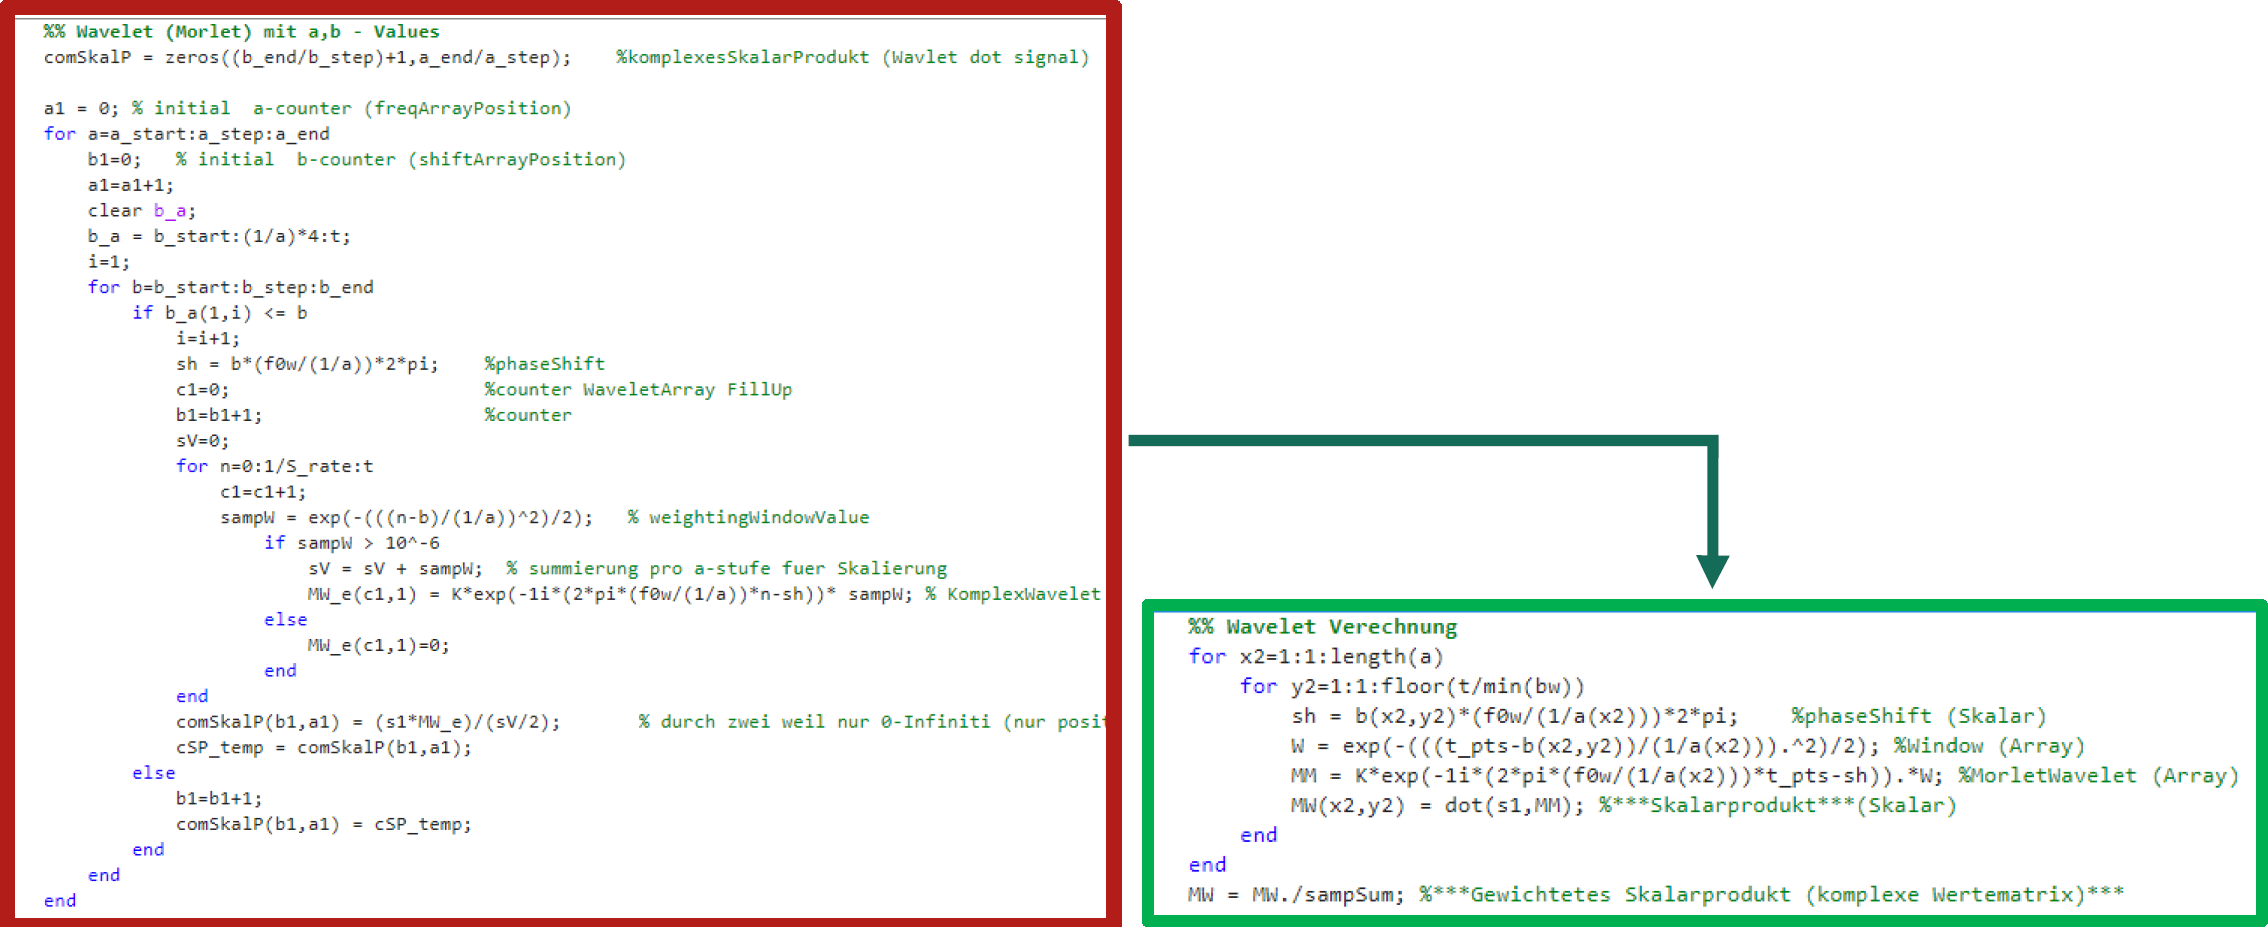 %% Wavelet (Morlet) mit a,b - Values
comSkalP = zeros((b_end/b_step)+1,a_end/a_step);    %komplexesSkalarProdukt (Wavlet dot signal)
a1 = 0; % initial  a-counter (freqArrayPosition)
for a=a_start:a_step:a_end
    b1=0;   % initial  b-counter (shiftArrayPosition)
    a1=a1+1;
    clear b_a;
    b_a = b_start:(1/a)*4:t;
    i=1;
    for b=b_start:b_step:b_end
        if b_a(1,i) <= b
            i=i+1;
            sh = b*(f0w/(1/a))*2*pi;    %phaseShift
            c1=0;                       %counter WaveletArray FillUp
            b1=b1+1;                    %counter
            sV=0;
            for n=0:1/S_rate:t
                c1=c1+1;
                sampW = exp(-(((n-b)/(1/a))^2)/2);   % weightingWindowValue
                    if sampW > 10^-6
                        sV = sV + sampW;  % summierung pro a-stufe fuer Skalierung
                        MW_e(c1,1) = K*exp(-1i*(2*pi*(f0w/(1/a))*n-sh))* sampW; % KomplexWavelet
                    else
                        MW_e(c1,1)=0;
                    end
            end
            comSkalP(b1,a1) = (s1*MW_e)/(sV/2);       % durch zwei weil nur 0-Infiniti (nur posit
            cSP_temp = comSkalP(b1,a1);
        else
            b1=b1+1;
            comSkalP(b1,a1) = cSP_temp;
        end
    end
end
%% Wavelet Verechnung
for x2=1:1:length(a)
    for y2=1:1:floor(t/min(bw))
        sh = b(x2,y2)*(f0w/(1/a(x2)))*2*pi;    %phaseShift (Skalar)
        W = exp(-(((t_pts-b(x2,y2))/(1/a(x2))).^2)/2); %Window (Array)
        MM = K*exp(-1i*(2*pi*(f0w/(1/a(x2)))*t_pts-sh)).*W; %MorletWavelet (Array)
        MW(x2,y2) = dot(s1,MM); %***Skalarprodukt***(Skalar)
    end
end
MW = MW./sampSum; %***Gewichtetes Skalarprodukt (komplexe Wertematrix)***